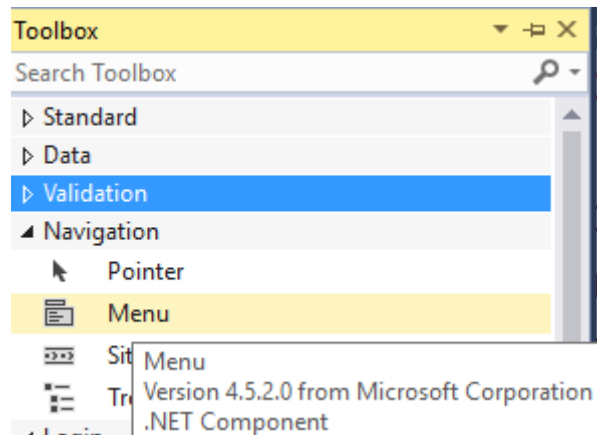 Toolbox
Search Toolbox
Standard
Data
Validation
Navigation
Pointer
Menu
Menu
Version 4.5.2.0 from Microsoft Corporation
.NET Component